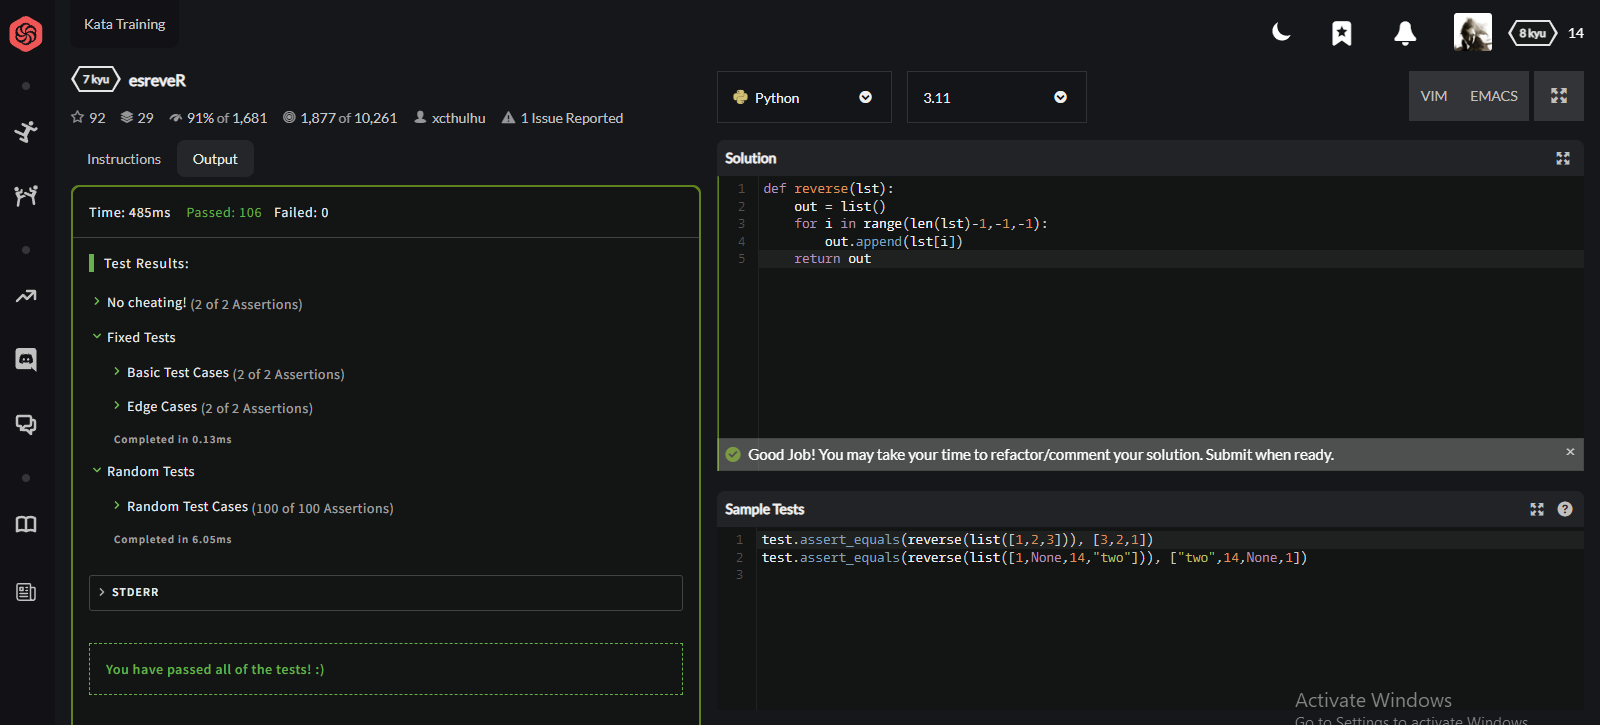 Kata Training
8 kyu 14
7 kyu esreveR
92 29 91% of 1,681 1,877 of 10,261 xcthulhu 1 Issue Reported
Instructions Output
Time: 485ms Passed: 106 Failed: 0
Test Results:
No cheating! (2 of 2 Assertions)
Fixed Tests
Basic Test Cases (2 of 2 Assertions)
Edge Cases (2 of 2 Assertions)
Completed in 0.13ms
Random Tests
Random Test Cases (100 of 100 Assertions)
Completed in 6.05ms
STDERR
You have passed all of the tests! :)
Python 3.11 VIM EMACS
Solution
1 def reverse(lst):
2 out = list()
3 for i in range(len(lst)-1,-1,-1):
4 out.append(lst[i])
5 return out
Good Job! You may take your time to refactor/comment your solution. Submit when ready. ×
Sample Tests ?
1 test.assert_equals(reverse(list([1,2,3])), [3,2,1])
2 test.assert_equals(reverse(list([1,None,14,"two"])), ["two",14,None,1])
3
Activate Windows
Go to Settings to activate Windows.